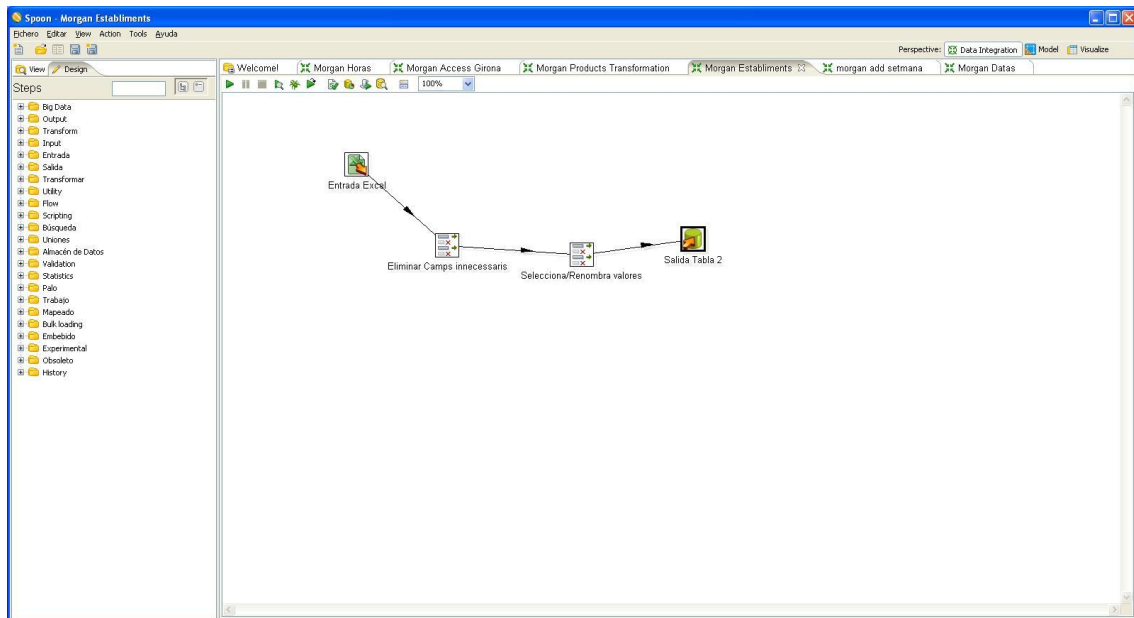 Spoon - Morgan Establiments
Fichero Editar View Action Tools Ayuda
Perspective: Data Integration Model Visualize
View Design
Welcome! Morgan Horas Morgan Access Girona Morgan Products Transformation Morgan Establiments morgan add setmana Morgan Datas
Steps
100%
Big Data
Output
Transform
Input
Entrada
Salida
Transformar
Utility
Flow
Scripting
Búsqueda
Uniones
Almacén de Datos
Validation
Statistics
Palo
Trabajo
Mapeado
Bulk loading
Embebido
Experimental
Obsoleto
History
Entrada Excel
Eliminar Camps innecessaris
Selecciona/Renombra valores
Salida Tabla 2